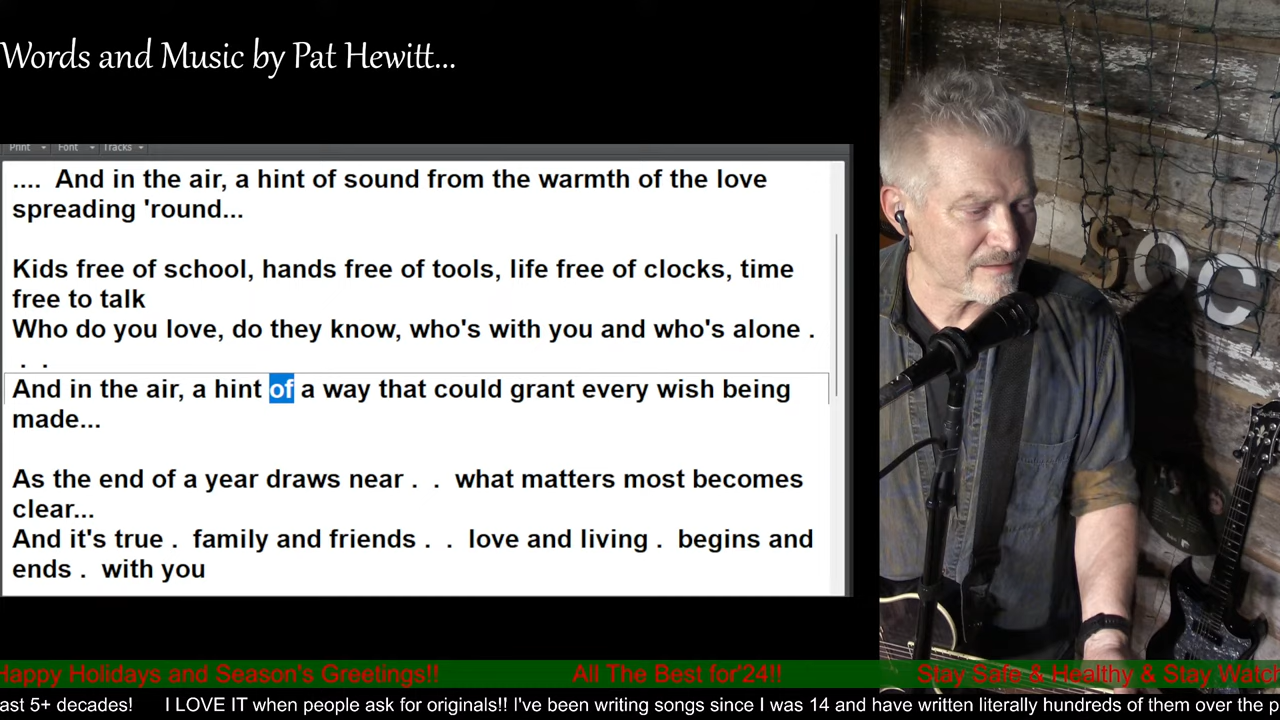 Words and Music by Pat Hewitt...
Print Font Tracks
.... And in the air, a hint of sound from the warmth of the love
spreading 'round...
Kids free of school, hands free of tools, life free of clocks, time
free to talk
Who do you love, do they know, who's with you and who's alone .
. .
And in the air, a hint of a way that could grant every wish being
made...
As the end of a year draws near . . what matters most becomes
clear...
And it's true . family and friends . . love and living . begins and
ends . with you
SOC
Happy Holidays and Season's Greetings!! All The Best for'24!! Stay Safe & Healthy & Stay Watch
ast 5+ decades! I LOVE IT when people ask for originals!! I've been writing songs since I was 14 and have written literally hundreds of them over the p